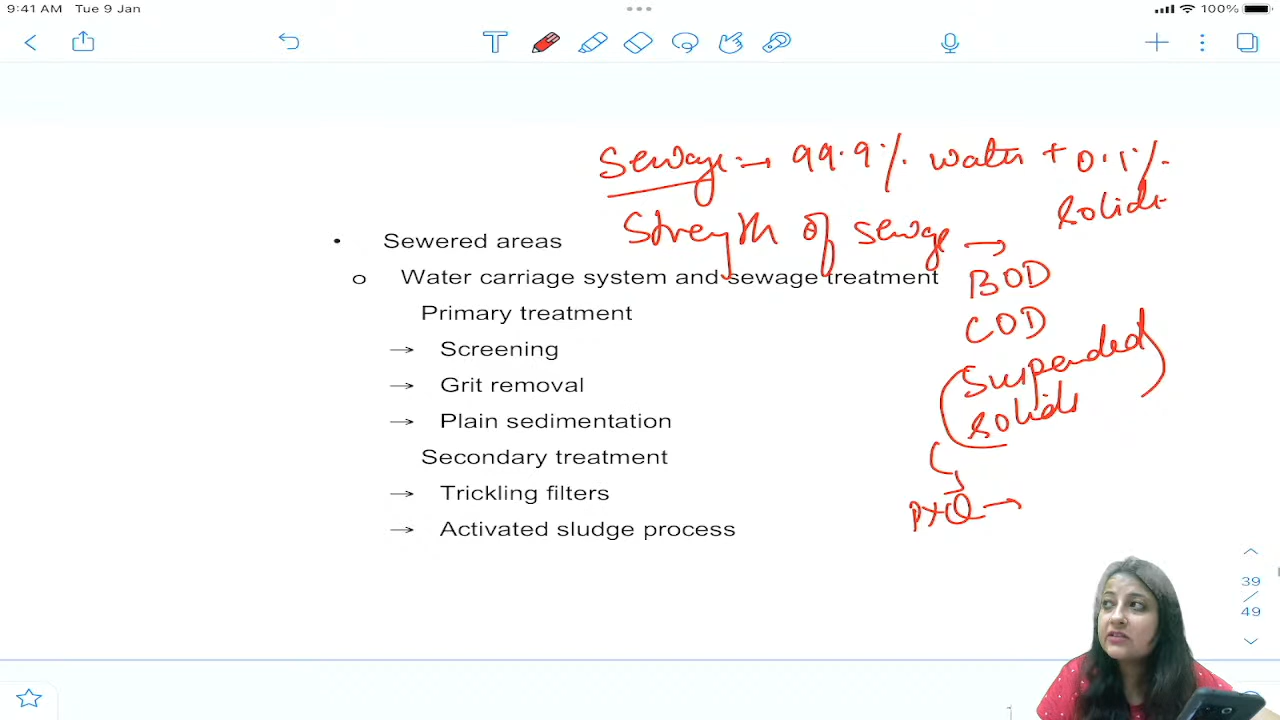 9:41 AM Tue 9 Jan
100%
T
Sewage → 99.9% water + 0.1%
solids
Strength of sewage →
BOD
COD
(Suspended
solids)
PYQ →
• Sewered areas
o Water carriage system and sewage treatment
Primary treatment
→ Screening
→ Grit removal
→ Plain sedimentation
Secondary treatment
→ Trickling filters
→ Activated sludge process
39
/
49